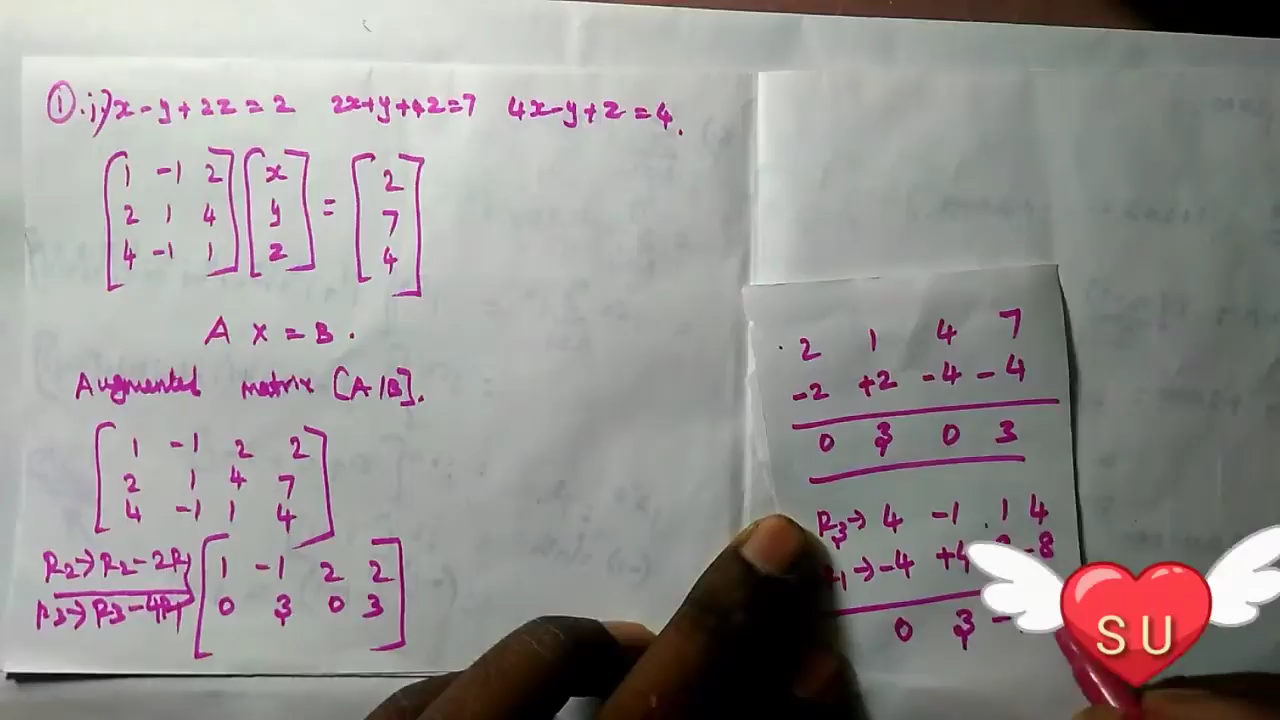 ① i) x - y + 2z = 2 2x + y + 4z = 7 4x - y + z = 4.
1 -1 2 x 2
2 1 4 y = 7
4 -1 1 z 4
A X = B.
Augmented matrix [A/B].
1 -1 2 2
2 1 4 7
4 -1 1 4
R2→R2-2R1 1 -1 2 2
R3→R3-4R1 0 3 0 3
2 1 4 7
-2 +2 -4 -4
0 3 0 3
R3→ 4 -1 1 4
→ -4 +4 -8
0 3 -
S U